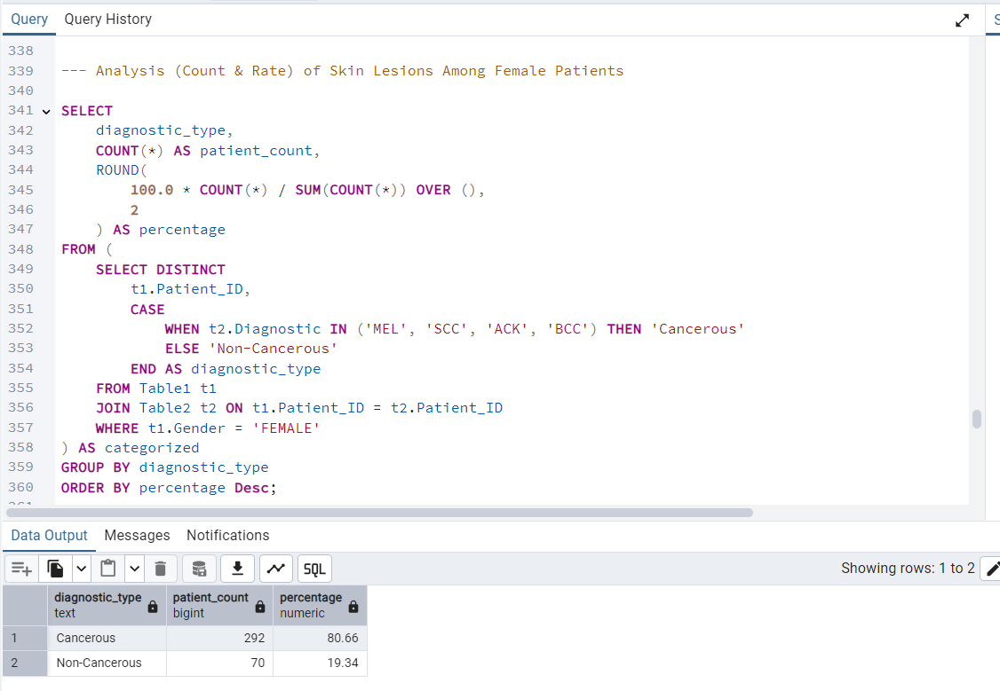 Query Query History
S
338
339 --- Analysis (Count & Rate) of Skin Lesions Among Female Patients
340
341 SELECT
342 diagnostic_type,
343 COUNT(*) AS patient_count,
344 ROUND(
345 100.0 * COUNT(*) / SUM(COUNT(*)) OVER (),
346 2
347 ) AS percentage
348 FROM (
349 SELECT DISTINCT
350 t1.Patient_ID,
351 CASE
352 WHEN t2.Diagnostic IN ('MEL', 'SCC', 'ACK', 'BCC') THEN 'Cancerous'
353 ELSE 'Non-Cancerous'
354 END AS diagnostic_type
355 FROM Table1 t1
356 JOIN Table2 t2 ON t1.Patient_ID = t2.Patient_ID
357 WHERE t1.Gender = 'FEMALE'
358 ) AS categorized
359 GROUP BY diagnostic_type
360 ORDER BY percentage Desc;
361
Data Output Messages Notifications
SQL Showing rows: 1 to 2
diagnostic_type patient_count percentage
text bigint numeric
1 Cancerous 292 80.66
2 Non-Cancerous 70 19.34